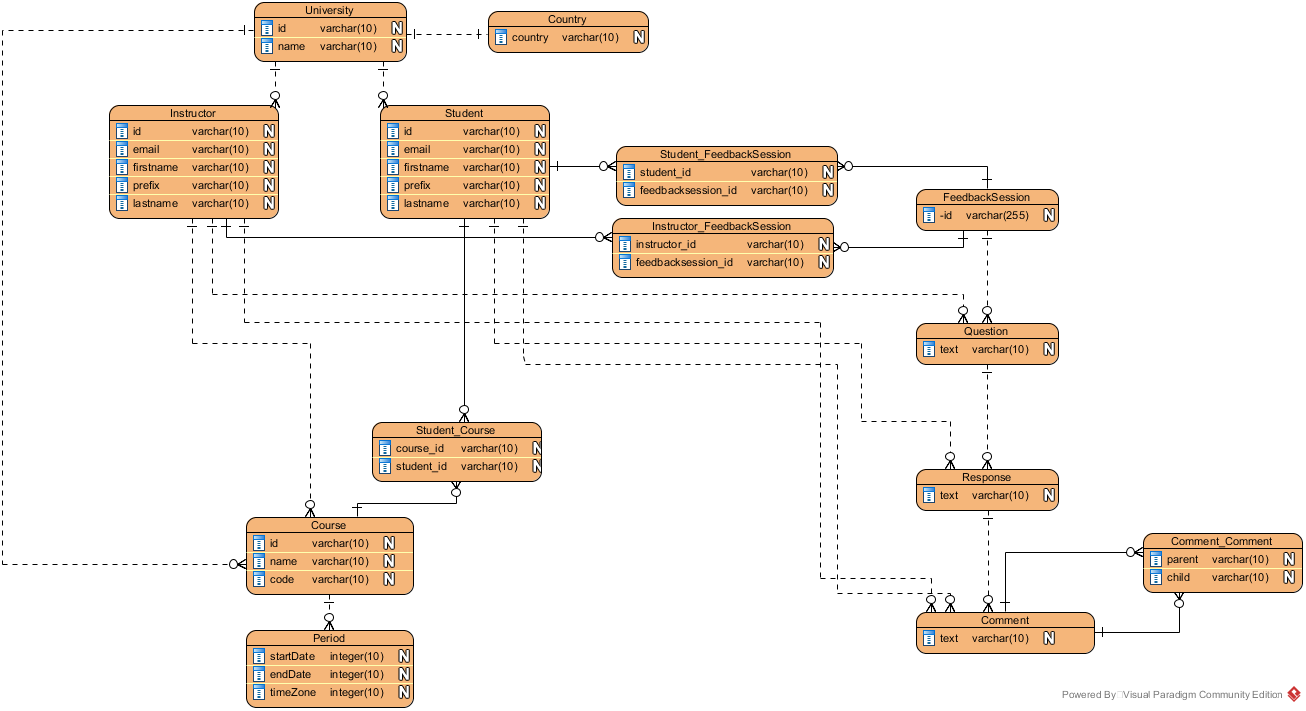 University
id varchar(10) N
name varchar(10) N
Country
country varchar(10) N
Instructor
id varchar(10) N
email varchar(10) N
firstname varchar(10) N
prefix varchar(10) N
lastname varchar(10) N
Student
id varchar(10) N
email varchar(10) N
firstname varchar(10) N
prefix varchar(10) N
lastname varchar(10) N
Student_FeedbackSession
student_id varchar(10) N
feedbacksession_id varchar(10) N
FeedbackSession
-id varchar(255) N
Instructor_FeedbackSession
instructor_id varchar(10) N
feedbacksession_id varchar(10) N
Question
text varchar(10) N
Student_Course
course_id varchar(10) N
student_id varchar(10) N
Response
text varchar(10) N
Course
id varchar(10) N
name varchar(10) N
code varchar(10) N
Comment_Comment
parent varchar(10) N
child varchar(10) N
Comment
text varchar(10) N
Period
startDate integer(10) N
endDate integer(10) N
timeZone integer(10) N
Powered By Visual Paradigm Community Edition